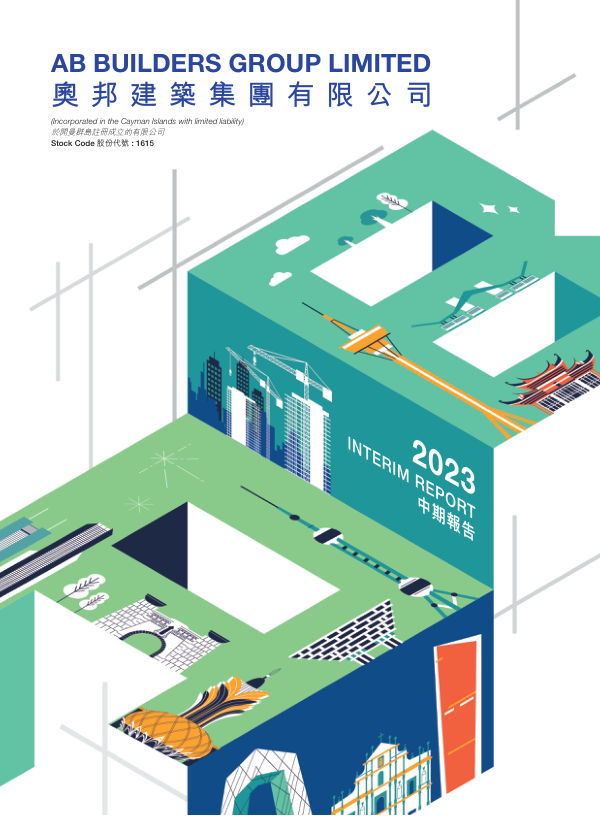 AB BUILDERS GROUP LIMITED
奧邦建築集團有限公司
(Incorporated in the Cayman Islands with limited liability)
於開曼群島註冊成立的有限公司
Stock Code 股份代號 : 1615
2023
INTERIM REPORT
中期報告